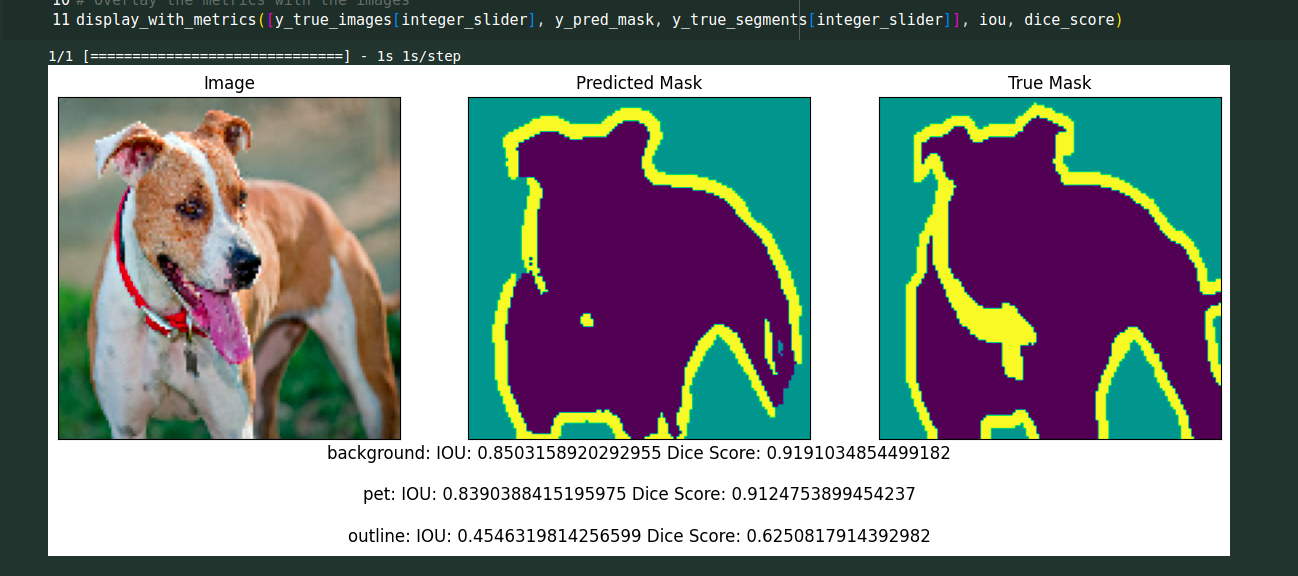 10 # Overlay the metrics with the images
11 display_with_metrics([y_true_images[integer_slider], y_pred_mask, y_true_segments[integer_slider]], iou, dice_score)
1/1 [==============================] - 1s 1s/step
Image Predicted Mask True Mask
background: IOU: 0.8503158920292955 Dice Score: 0.9191034854499182
pet: IOU: 0.8390388415195975 Dice Score: 0.9124753899454237
outline: IOU: 0.4546319814256599 Dice Score: 0.6250817914392982